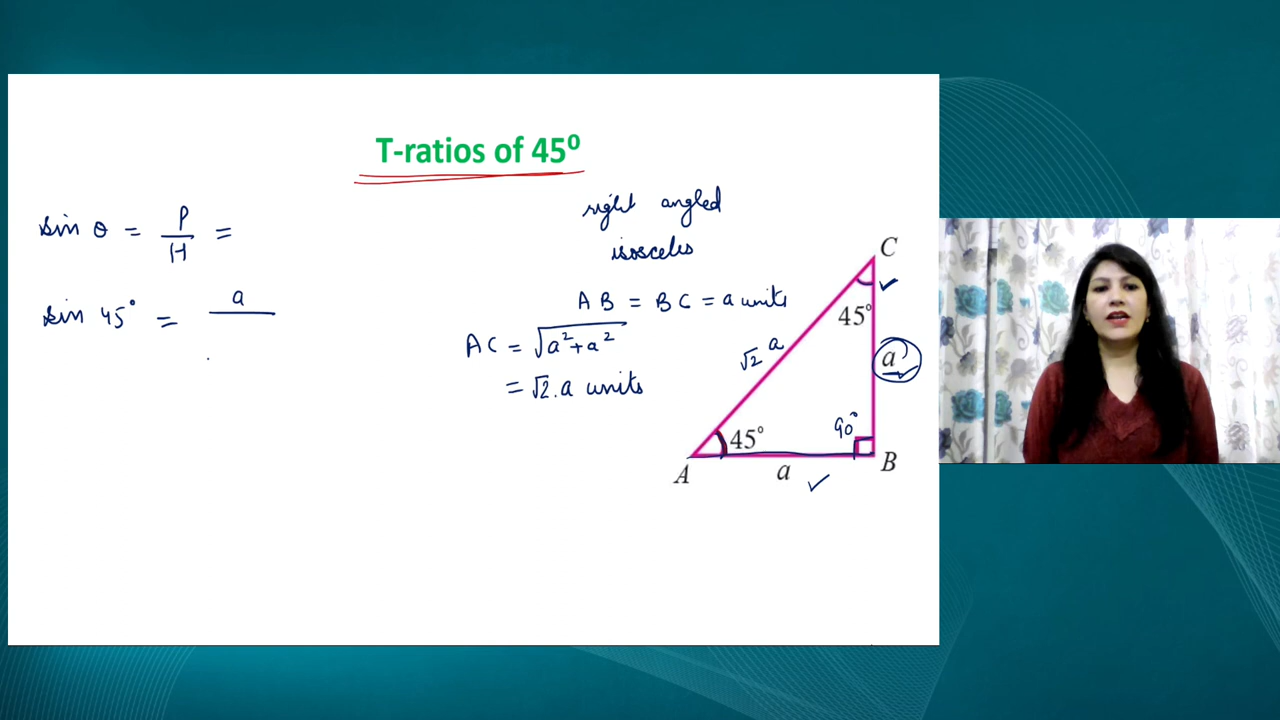 T-ratios of 45⁰
sin θ = P/H =
sin 45° = a
right angled
isosceles
AB = BC = a units
AC = √a²+a²
= √2.a units
C
45°
√2 a
a
90°
45°
A
a
B